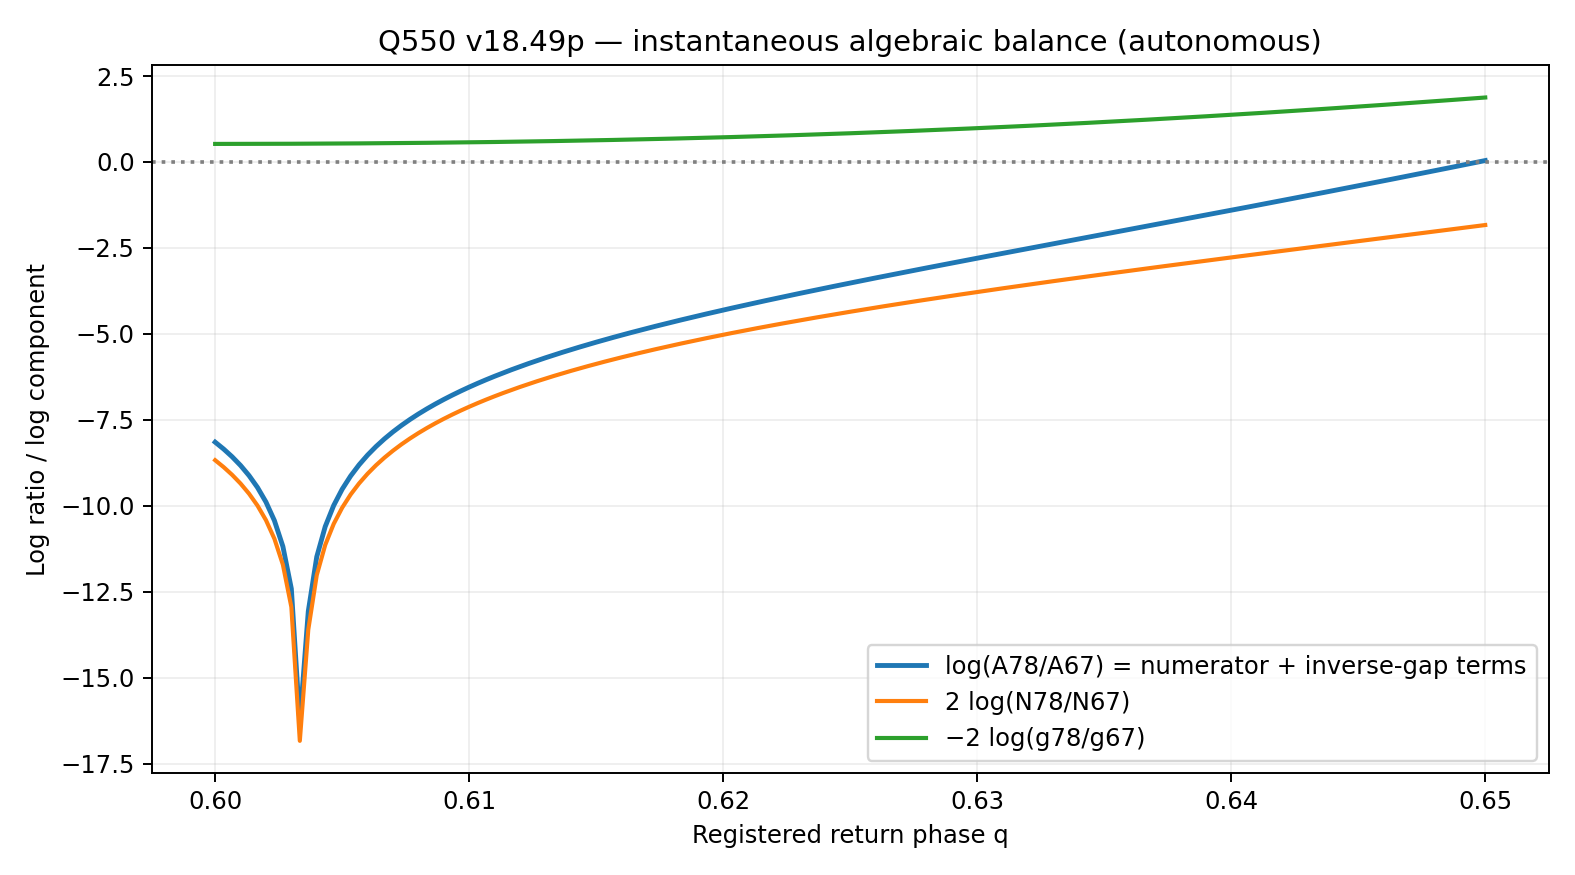 Q550 v18.49p — instantaneous algebraic balance (autonomous)
Log ratio / log component
2.5
0.0
−2.5
−5.0
−7.5
−10.0
−12.5
−15.0
−17.5
log(A78/A67) = numerator + inverse-gap terms
2 log(N78/N67)
−2 log(g78/g67)
0.60 0.61 0.62 0.63 0.64 0.65
Registered return phase q